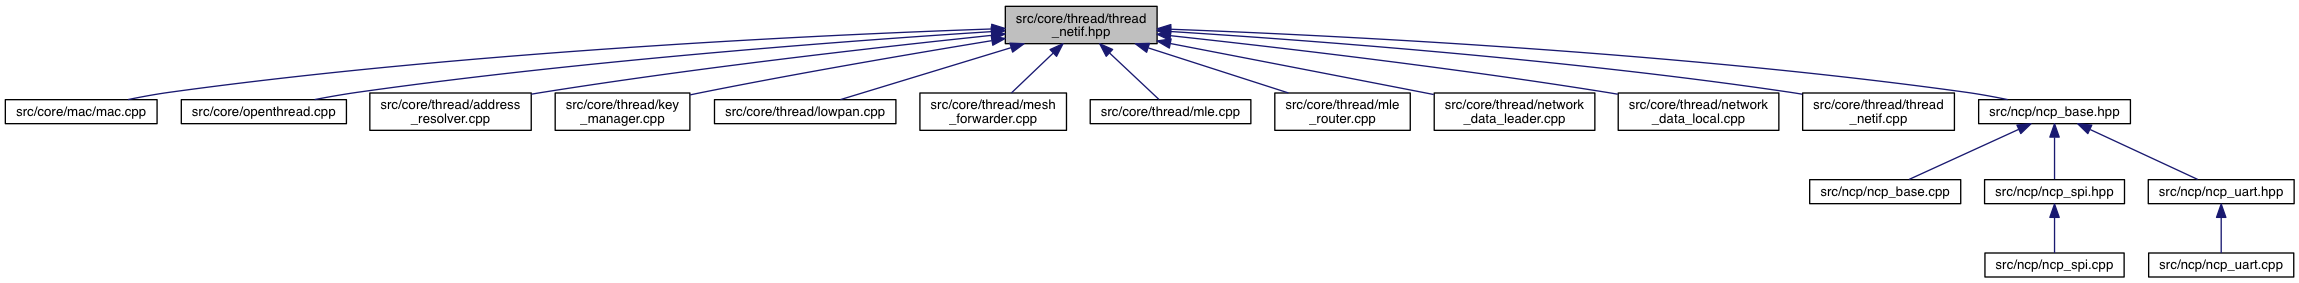 src/core/thread/thread
_netif.hpp
src/core/mac/mac.cpp
src/core/openthread.cpp
src/core/thread/address
_resolver.cpp
src/core/thread/key
_manager.cpp
src/core/thread/lowpan.cpp
src/core/thread/mesh
_forwarder.cpp
src/core/thread/mle.cpp
src/core/thread/mle
_router.cpp
src/core/thread/network
_data_leader.cpp
src/core/thread/network
_data_local.cpp
src/core/thread/thread
_netif.cpp
src/ncp/ncp_base.hpp
src/ncp/ncp_base.cpp
src/ncp/ncp_spi.hpp
src/ncp/ncp_uart.hpp
src/ncp/ncp_spi.cpp
src/ncp/ncp_uart.cpp